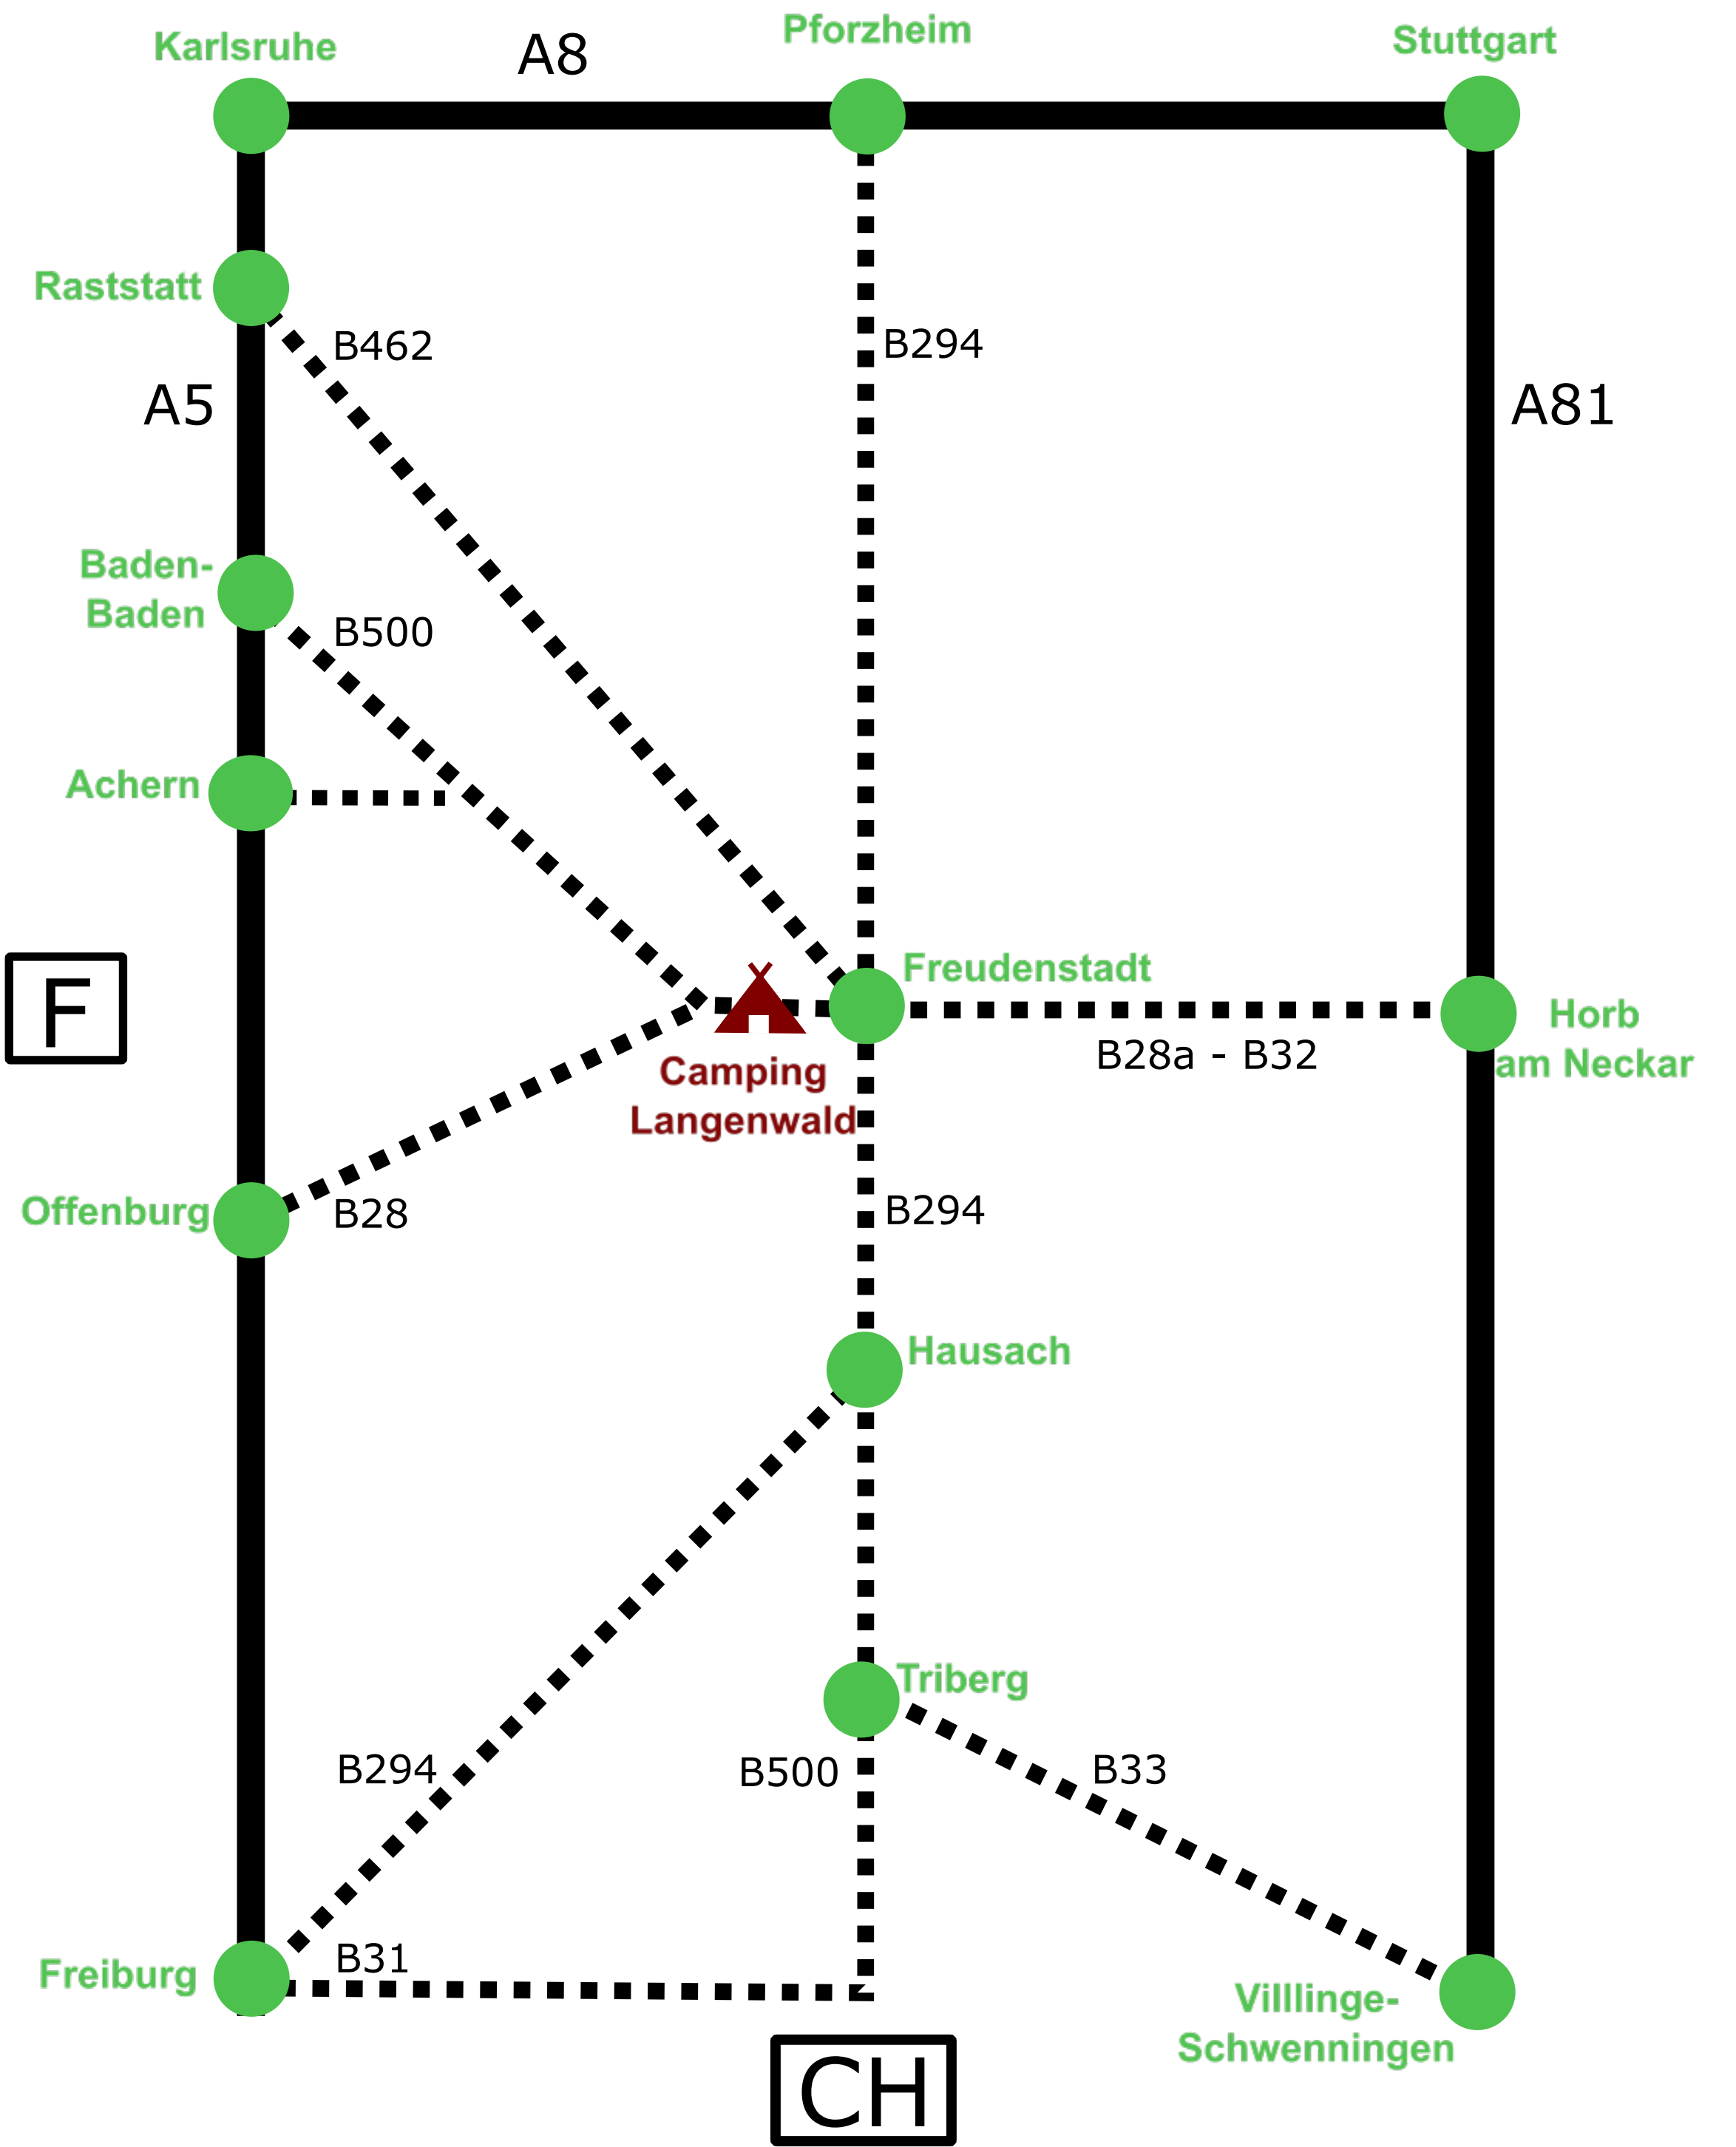 Karlsruhe
A8
Pforzheim
Stuttgart
Raststatt
B462
B294
A5
A81
Baden-
Baden
B500
Achern
F
Freudenstadt
Horb
am Neckar
B28a - B32
Camping
Langenwald
Offenburg
B28
B294
Hausach
Triberg
B294
B500
B33
Freiburg
B31
Villlinge-
Schwenningen
CH